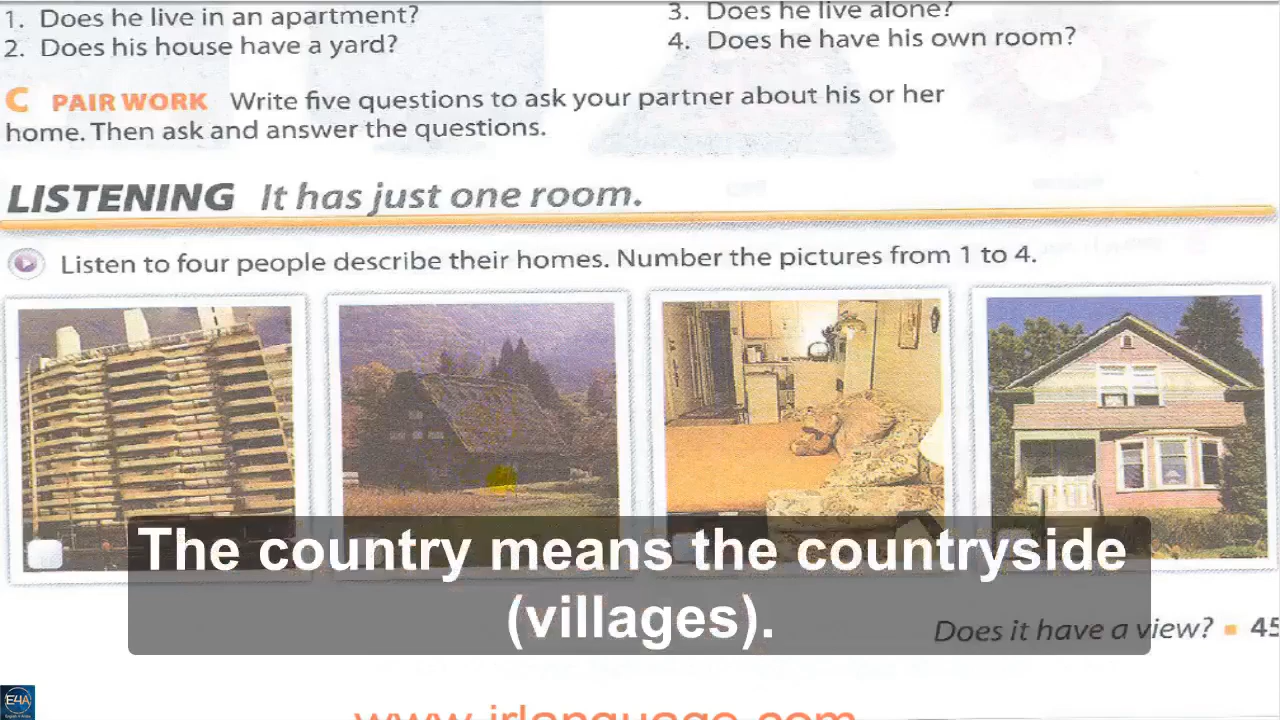 1. Does he live in an apartment?
2. Does his house have a yard?
3. Does he live alone?
4. Does he have his own room?
C PAIR WORK Write five questions to ask your partner about his or her
home. Then ask and answer the questions.
LISTENING It has just one room.
Listen to four people describe their homes. Number the pictures from 1 to 4.
The country means the countryside
(villages).
Does it have a view? ▪ 45
E4A
www.irlanguage.com